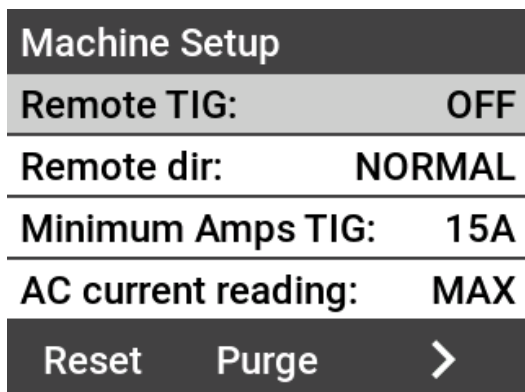 Machine Setup
Remote TIG: OFF
Remote dir: NORMAL
Minimum Amps TIG: 15A
AC current reading: MAX
Reset Purge